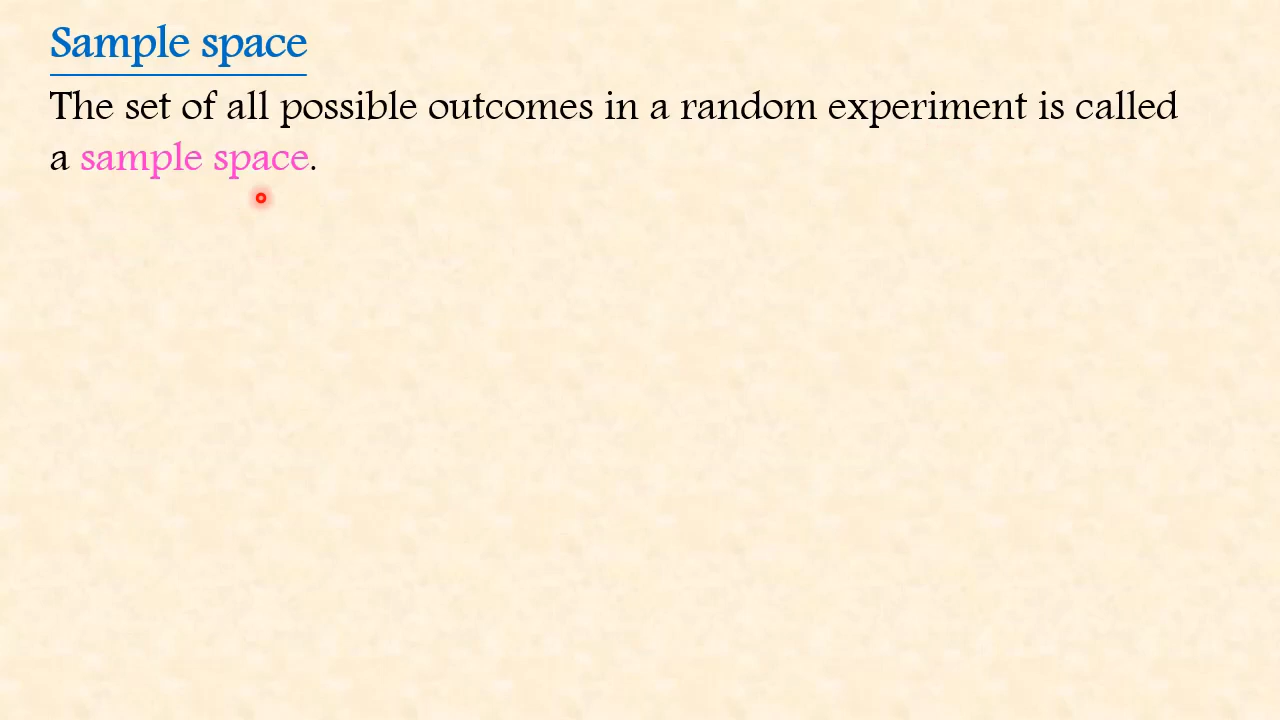 Sample space
The set of all possible outcomes in a random experiment is called
a sample space.